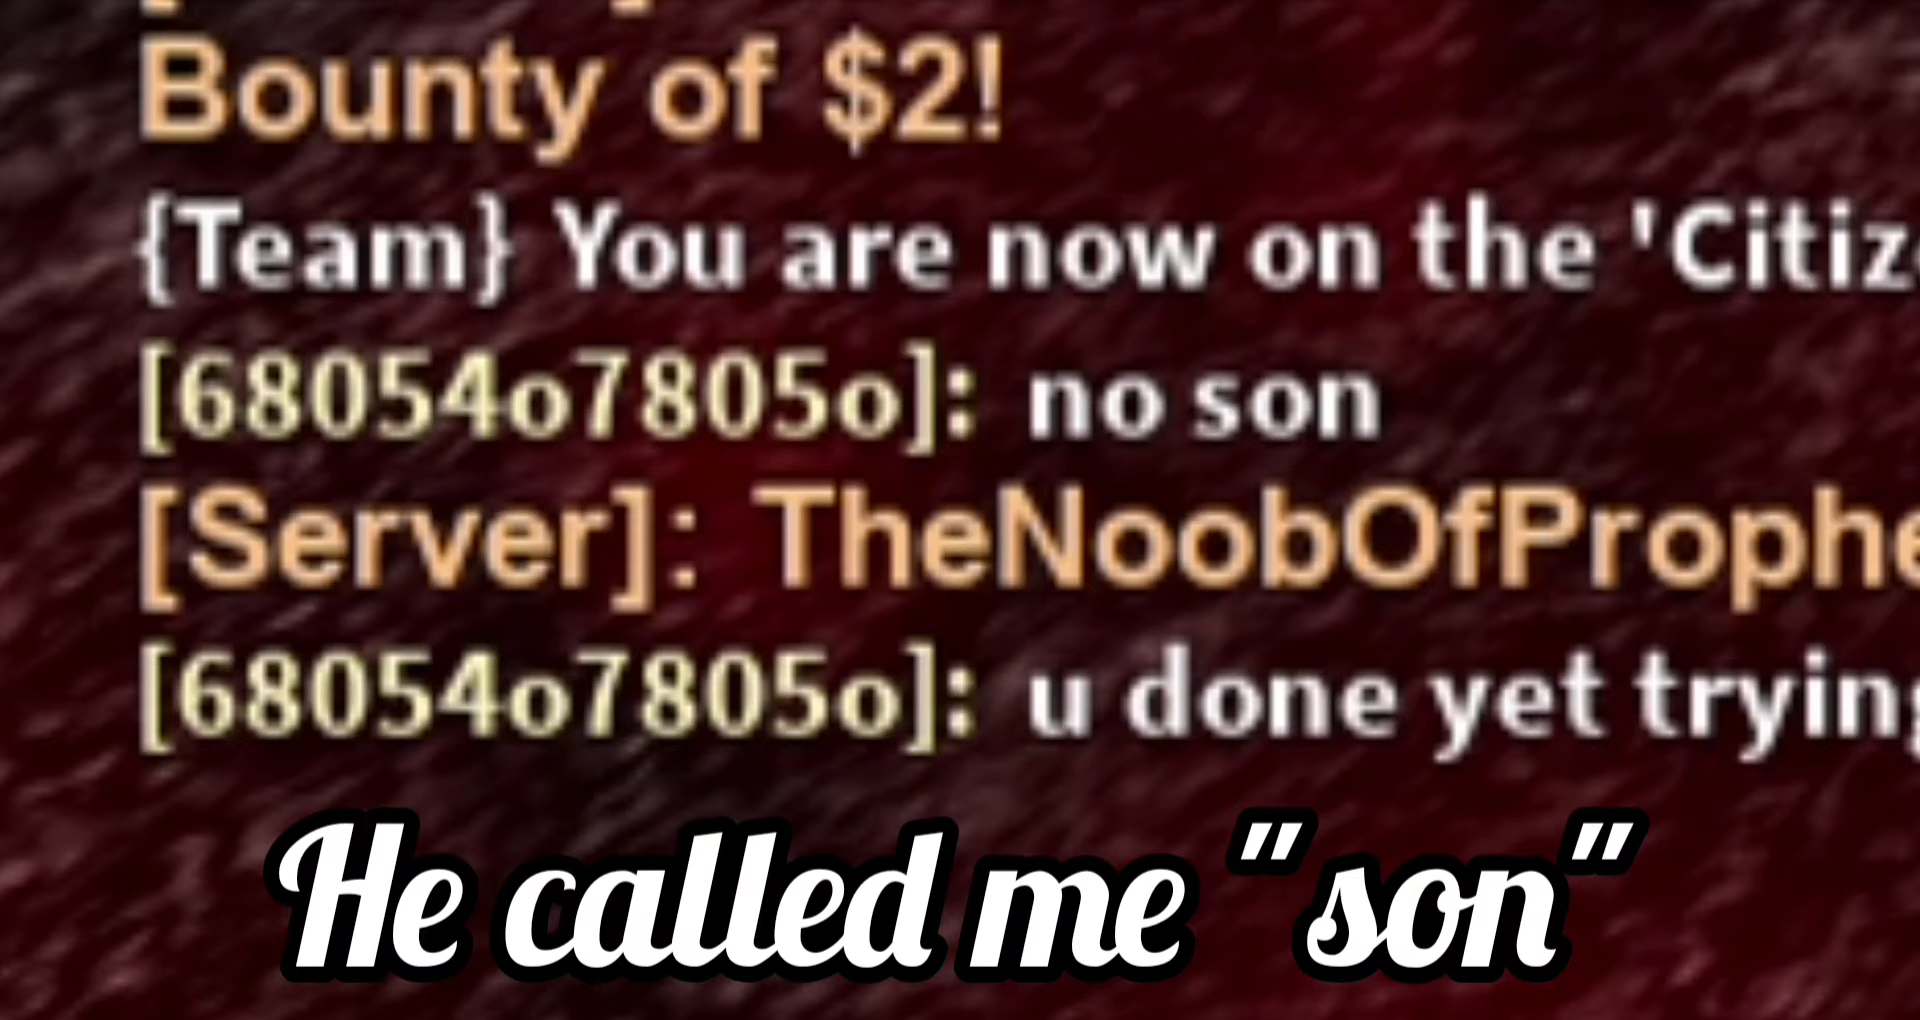 Bounty of $2!
{Team} You are now on the 'Citiz
[68054o7805o]: no son
[Server]: TheNoobOfProphe
[68054o7805o]: u done yet trying
He called me "son"